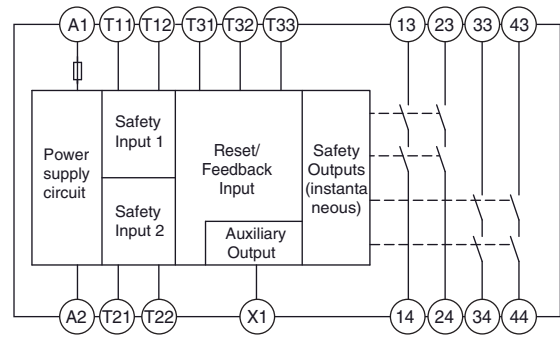 A1 T11 T12 T31 T32 T33 13 23 33 43
Power
supply
circuit
Safety
Input 1
Safety
Input 2
Reset/
Feedback
Input
Auxiliary
Output
Safety
Outputs
(instanta
neous)
A2 T21 T22 X1 14 24 34 44